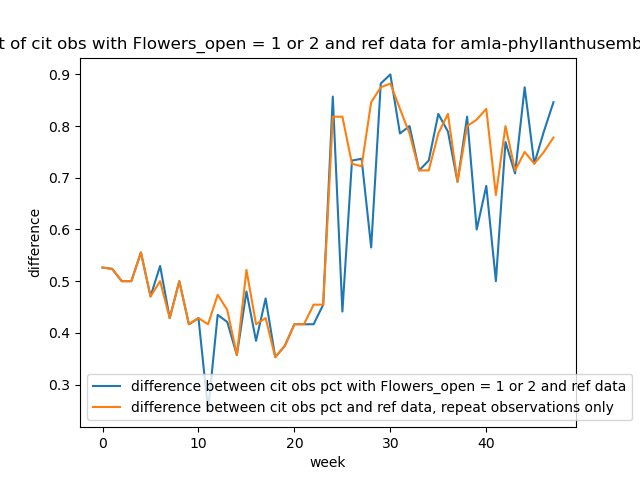 t of cit obs with Flowers_open = 1 or 2 and ref data for amla-phyllanthusemb
0.9
0.8
0.7
0.6
0.5
0.4
0.3
difference
difference between cit obs pct with Flowers_open = 1 or 2 and ref data
difference between cit obs pct and ref data, repeat observations only
0 10 20 30 40
week